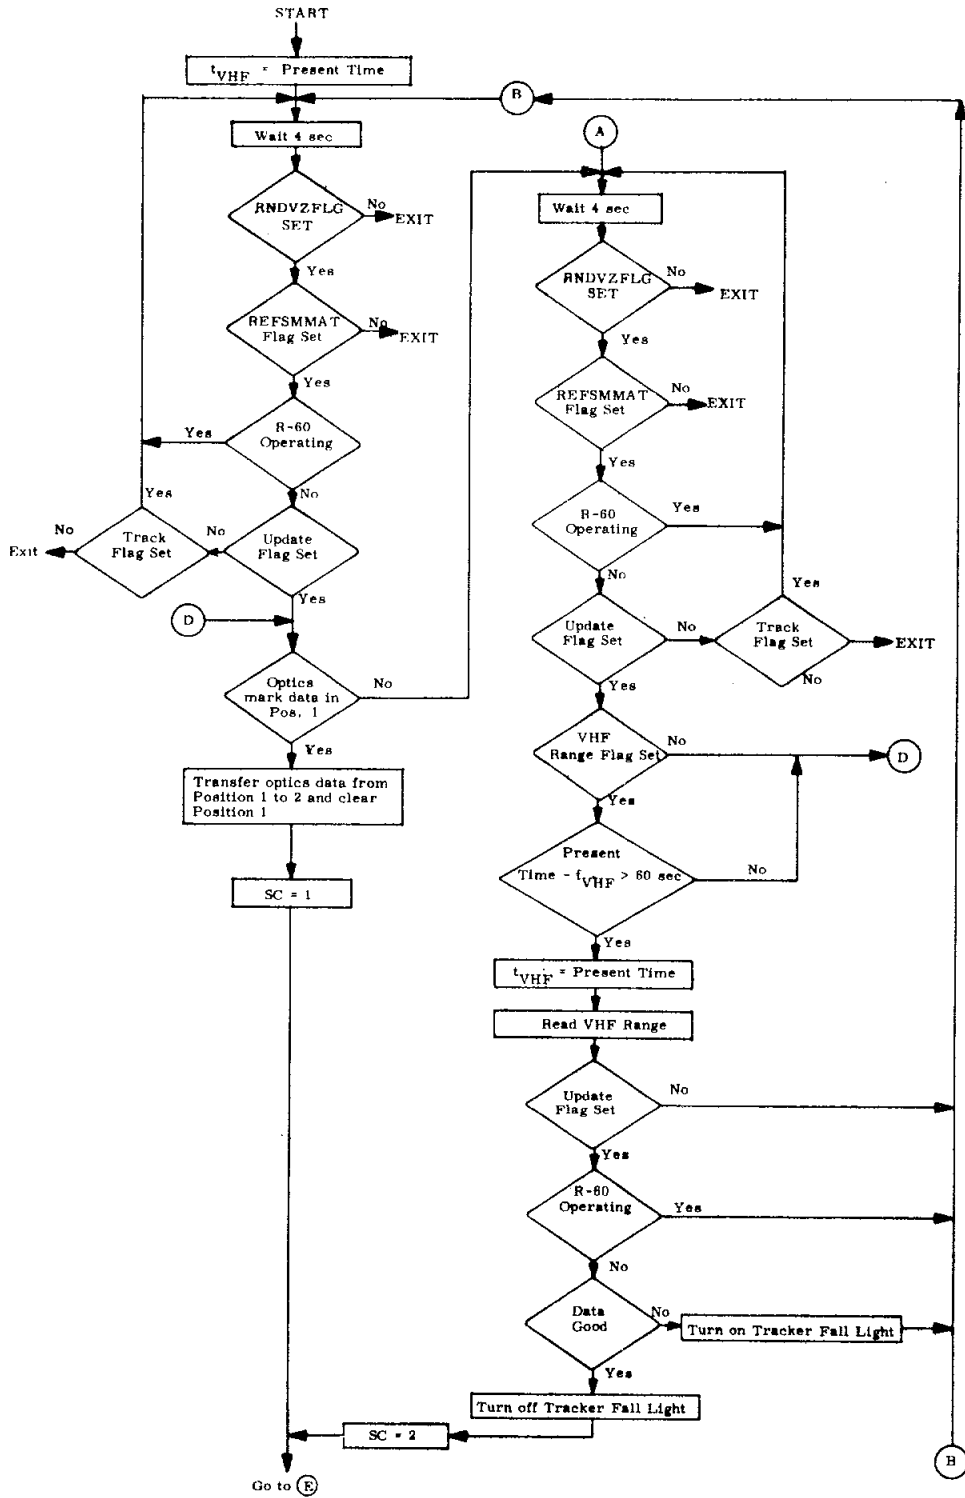 START
t_VHF = Present Time
B
Wait 4 sec
RNDVZFLG
SET
No
EXIT
Yes
REFSMMAT
Flag Set
No
EXIT
Yes
R-60
Operating
Yes
No
Yes
Update
Flag Set
No
Track
Flag Set
No
Exit
Yes
D
Optics
mark data in
Pos. 1
No
Yes
Transfer optics data from
Position 1 to 2 and clear
Position 1
SC = 1
A
Wait 4 sec
RNDVZFLG
SET
No
EXIT
Yes
REFSMMAT
Flag Set
No
EXIT
Yes
R-60
Operating
Yes
No
Update
Flag Set
No
Yes
Track
Flag Set
EXIT
No
Yes
VHF
Range Flag Set
No
D
Yes
Present
Time - t_VHF > 60 sec
No
Yes
t_VHF = Present Time
Read VHF Range
Update
Flag Set
No
Yes
R-60
Operating
Yes
No
Data
Good
No
Turn on Tracker Fail Light
Yes
Turn off Tracker Fail Light
SC = 2
B
Go to E